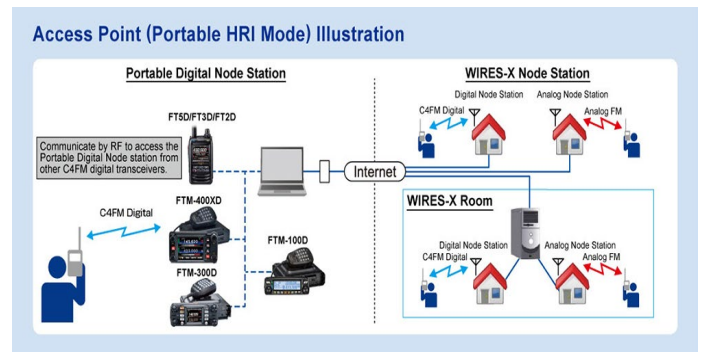 Access Point (Portable HRI Mode) Illustration
Portable Digital Node Station
FT5D/FT3D/FT2D
Communicate by RF to access the
Portable Digital Node station from
other C4FM digital transceivers.
C4FM Digital
FTM-400XD
FTM-300D
FTM-100D
Internet
WIRES-X Node Station
Digital Node Station
Analog Node Station
C4FM Digital
Analog FM
WIRES-X Room
Digital Node Station
Analog Node Station
C4FM Digital
Analog FM